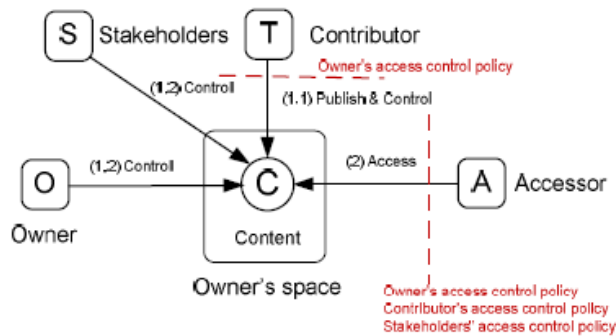 S Stakeholders T Contributor
Owner's access control policy
(1,2) Controll
(1.1) Publish & Control
(1,2) Controll
(2) Access
O C A Accessor
Owner
Content
Owner's space
Owner's access control policy
Contributor's access control policy
Stakeholders" access control policy